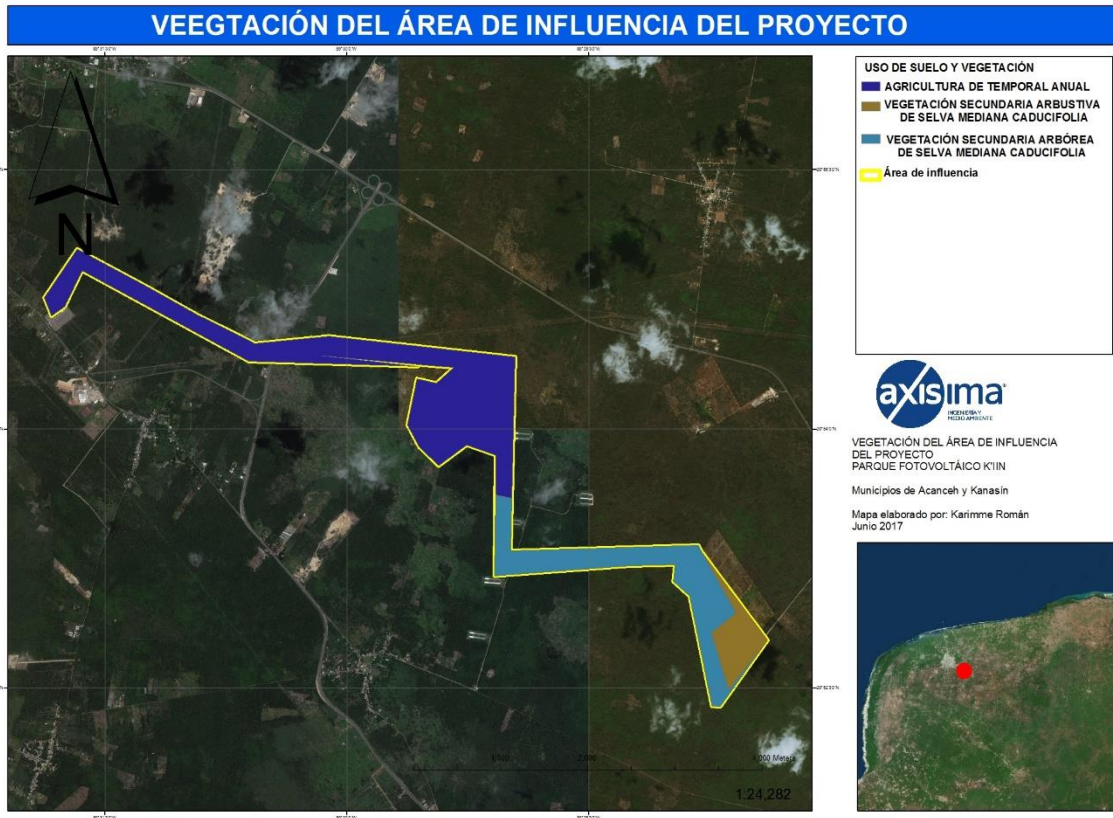 VEEGTACIÓN DEL ÁREA DE INFLUENCIA DEL PROYECTO
N
1,000 2,000 4,000 Meters
1:24,282
USO DE SUELO Y VEGETACIÓN
AGRICULTURA DE TEMPORAL ANUAL
VEGETACIÓN SECUNDARIA ARBUSTIVA
DE SELVA MEDIANA CADUCIFOLIA
VEGETACIÓN SECUNDARIA ARBÓREA
DE SELVA MEDIANA CADUCIFOLIA
Área de influencia
axisima
INGENIERÍA Y
MEDIO AMBIENTE
VEGETACIÓN DEL ÁREA DE INFLUENCIA
DEL PROYECTO
PARQUE FOTOVOLTÁICO K'IIN
Municipios de Acanceh y Kanasín
Mapa elaborado por: Karimme Román
Junio 2017